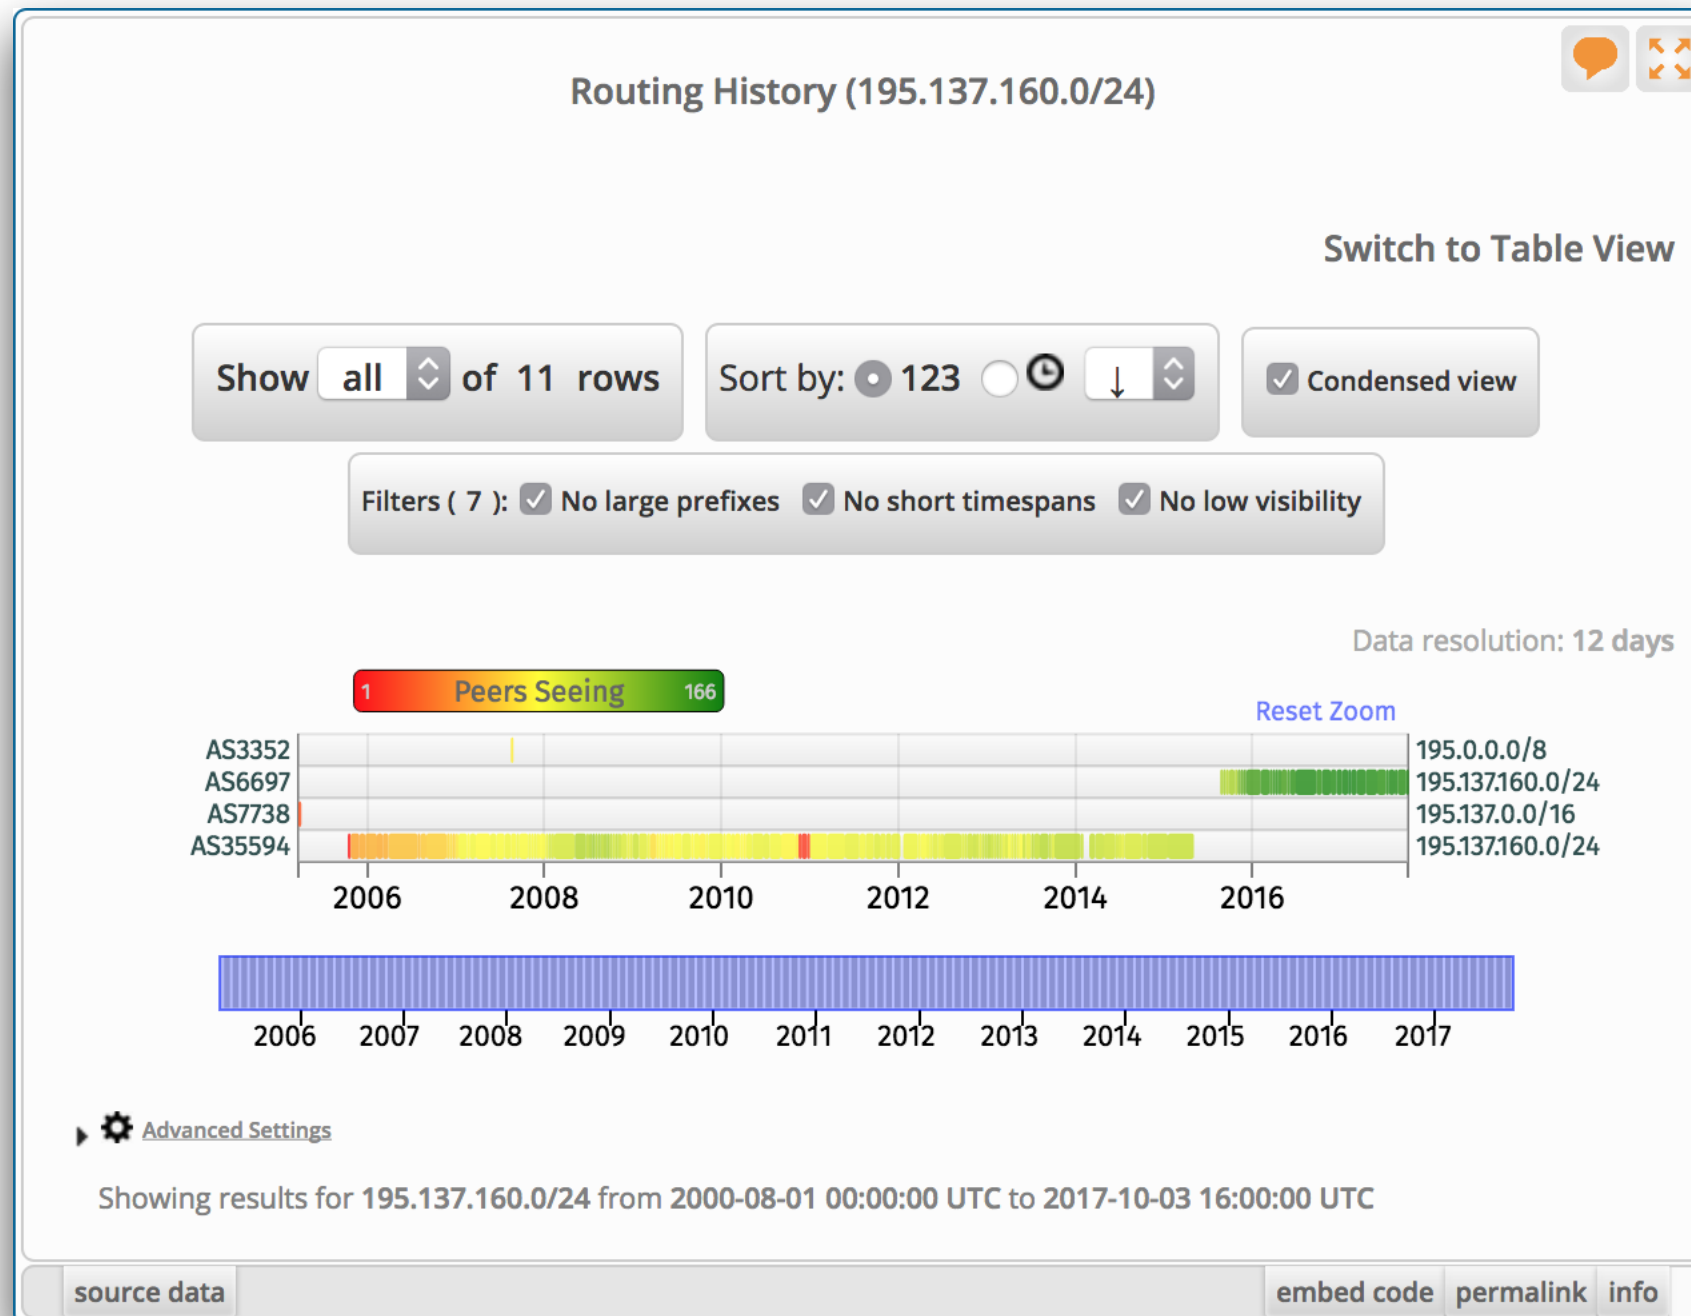 Routing History (195.137.160.0/24)
Switch to Table View
Show all of 11 rows
Sort by: 123 ↓
Condensed view
Filters ( 7 ): No large prefixes No short timespans No low visibility
Data resolution: 12 days
1 Peers Seeing 166
Reset Zoom
AS3352 195.0.0.0/8
AS6697 195.137.160.0/24
AS7738 195.137.0.0/16
AS35594 195.137.160.0/24
2006 2008 2010 2012 2014 2016
2006 2007 2008 2009 2010 2011 2012 2013 2014 2015 2016 2017
Advanced Settings
Showing results for 195.137.160.0/24 from 2000-08-01 00:00:00 UTC to 2017-10-03 16:00:00 UTC
source data embed code permalink info